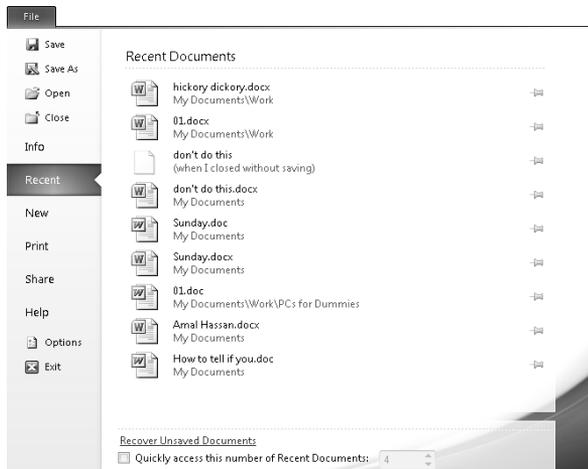 File
Save
Save As
Open
Close
Info
Recent
New
Print
Share
Help
Options
Exit
Recent Documents
hickory dickory.docx
My Documents\Work
01.docx
My Documents\Work
don't do this
(when I closed without saving)
don't do this.docx
My Documents
Sunday.doc
My Documents
Sunday.docx
My Documents
01.doc
My Documents\Work\PCs for Dummies
Amal Hassan.docx
My Documents
How to tell if you.doc
My Documents
Recover Unsaved Documents
Quickly access this number of Recent Documents: 4